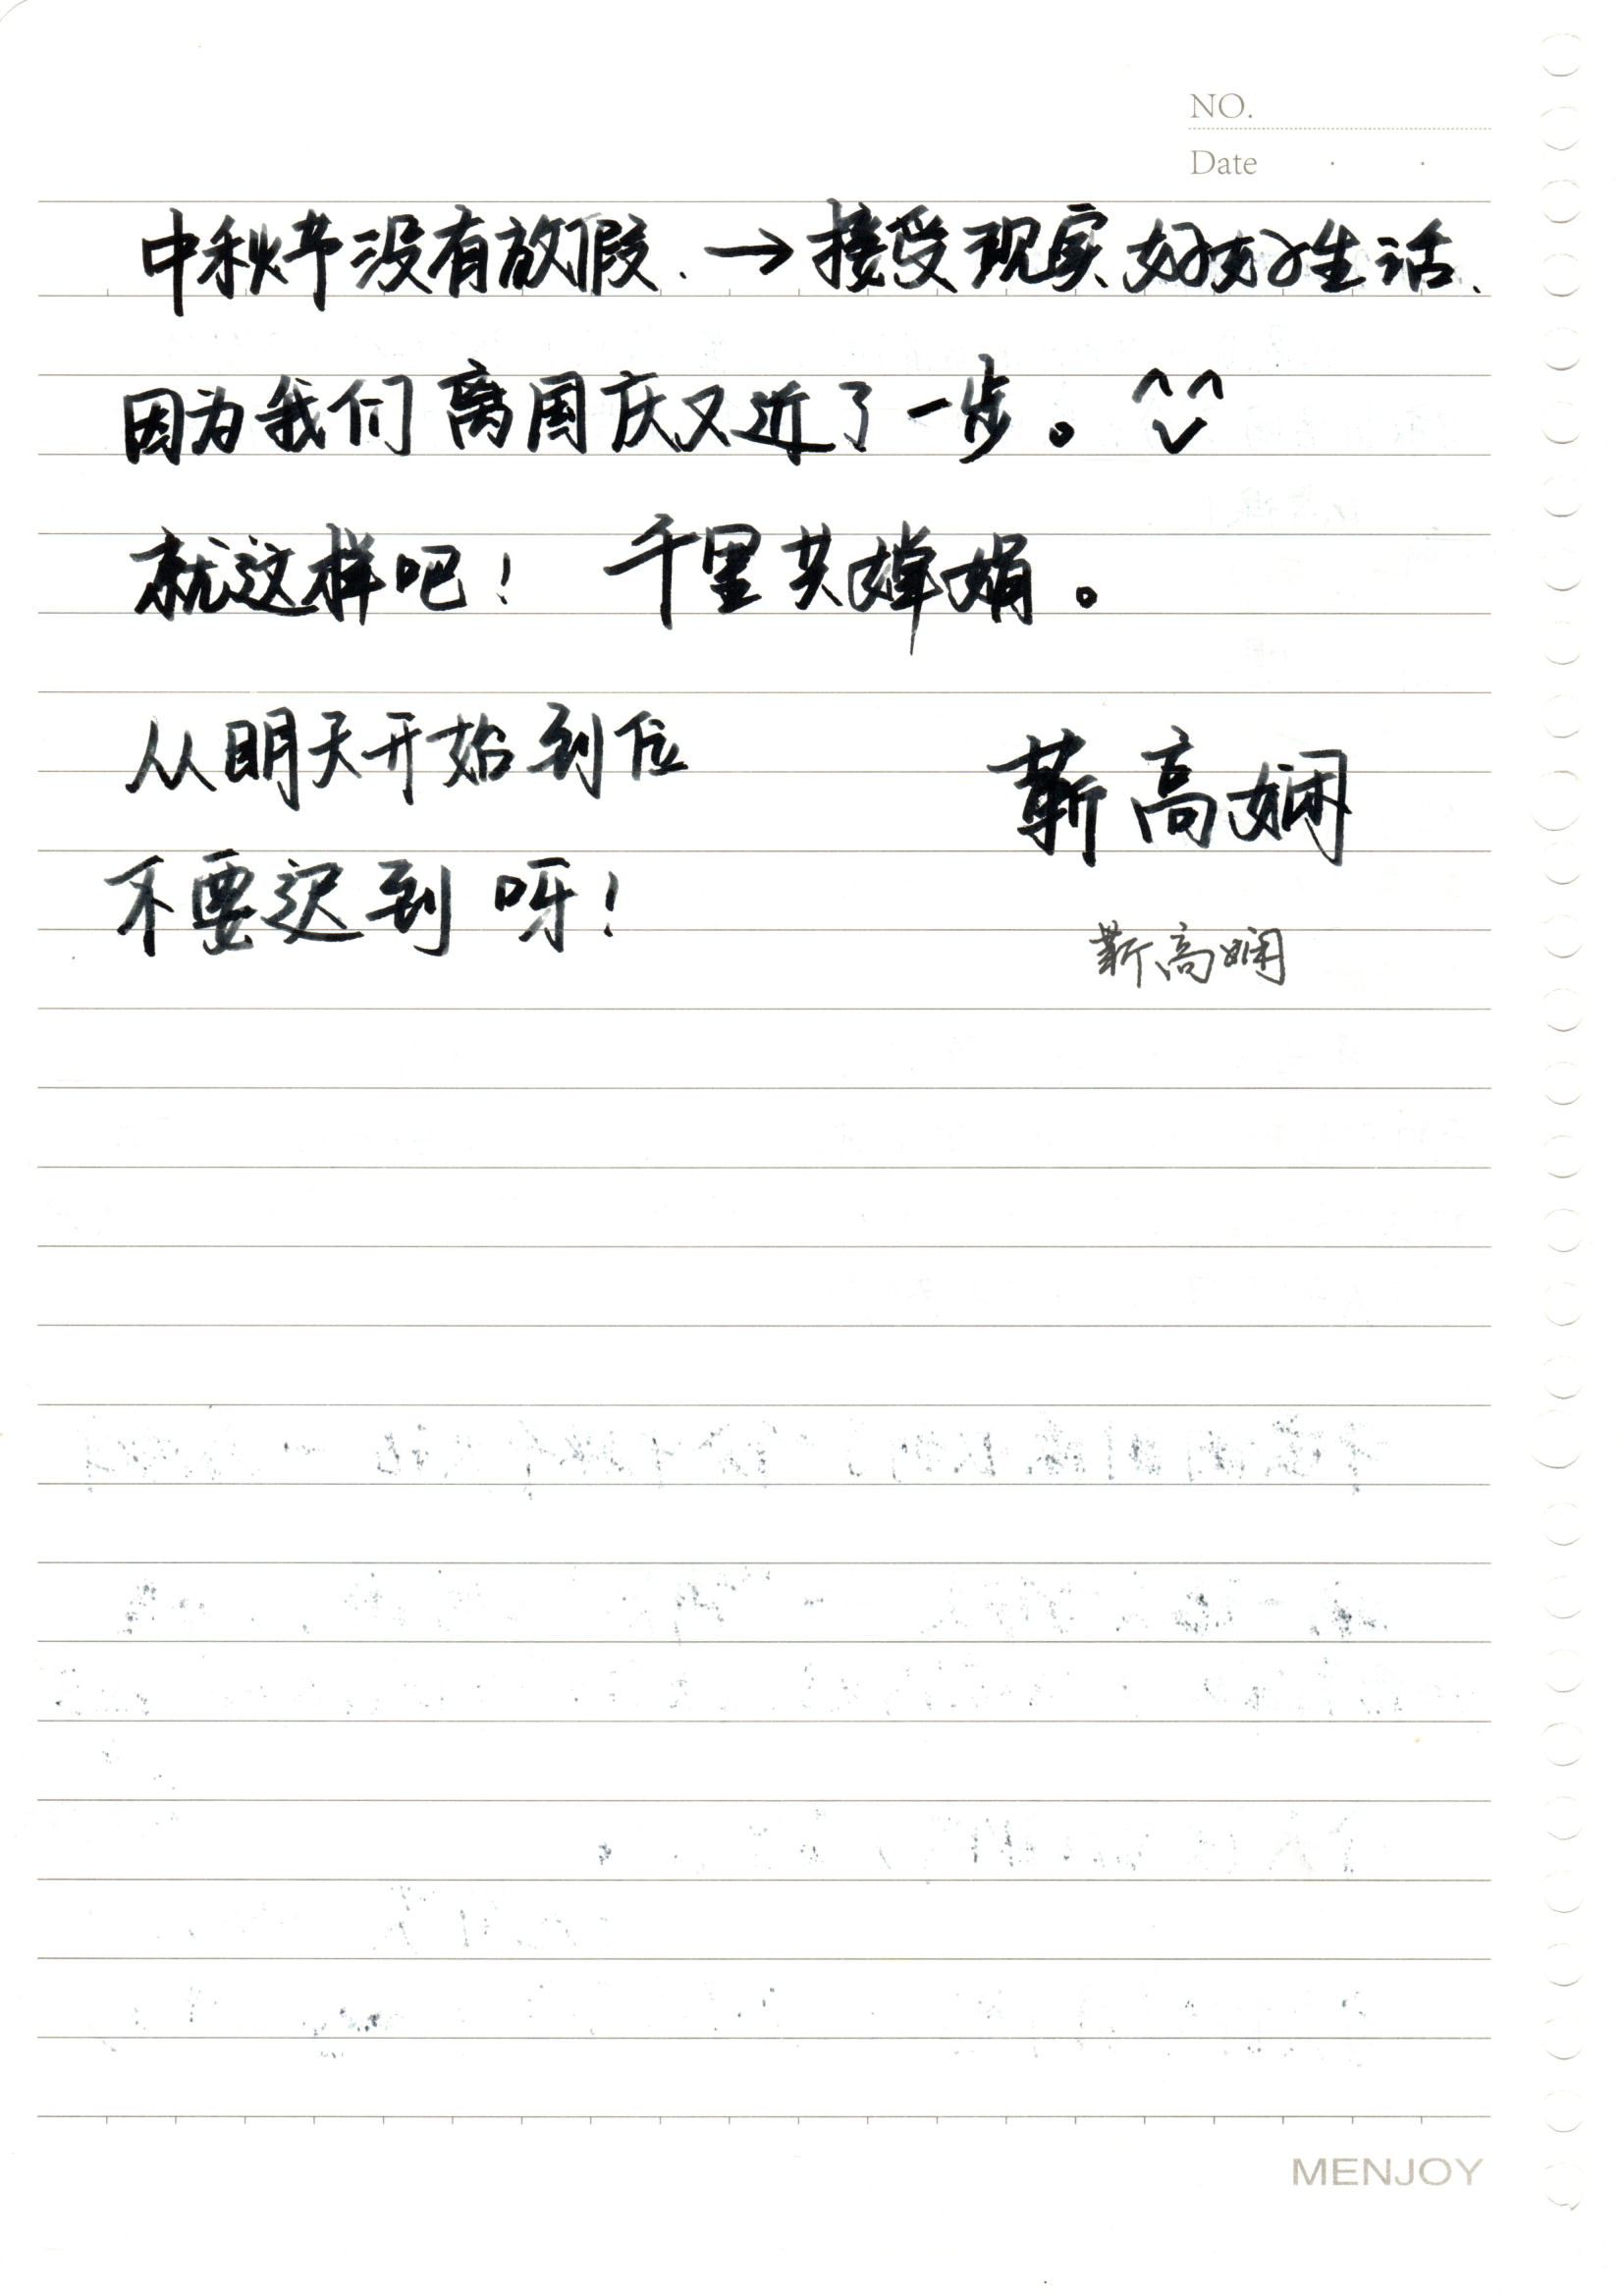 NO.
Date
中秋节没有放假.→接受现实好好生活.
因为我们离国庆又近了一步。^^
就这样吧! 千里共婵娟。
从明天开始到位
靳高娴
不要迟到呀!
靳高娴
MENJOY